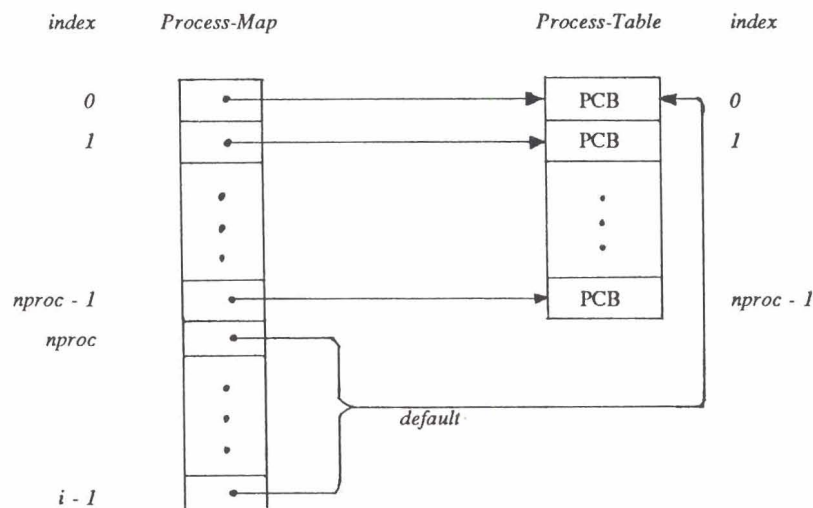 index Process-Map Process-Table index
0 PCB 0
1 PCB 1
nproc - 1 PCB nproc - 1
nproc
default
i - 1